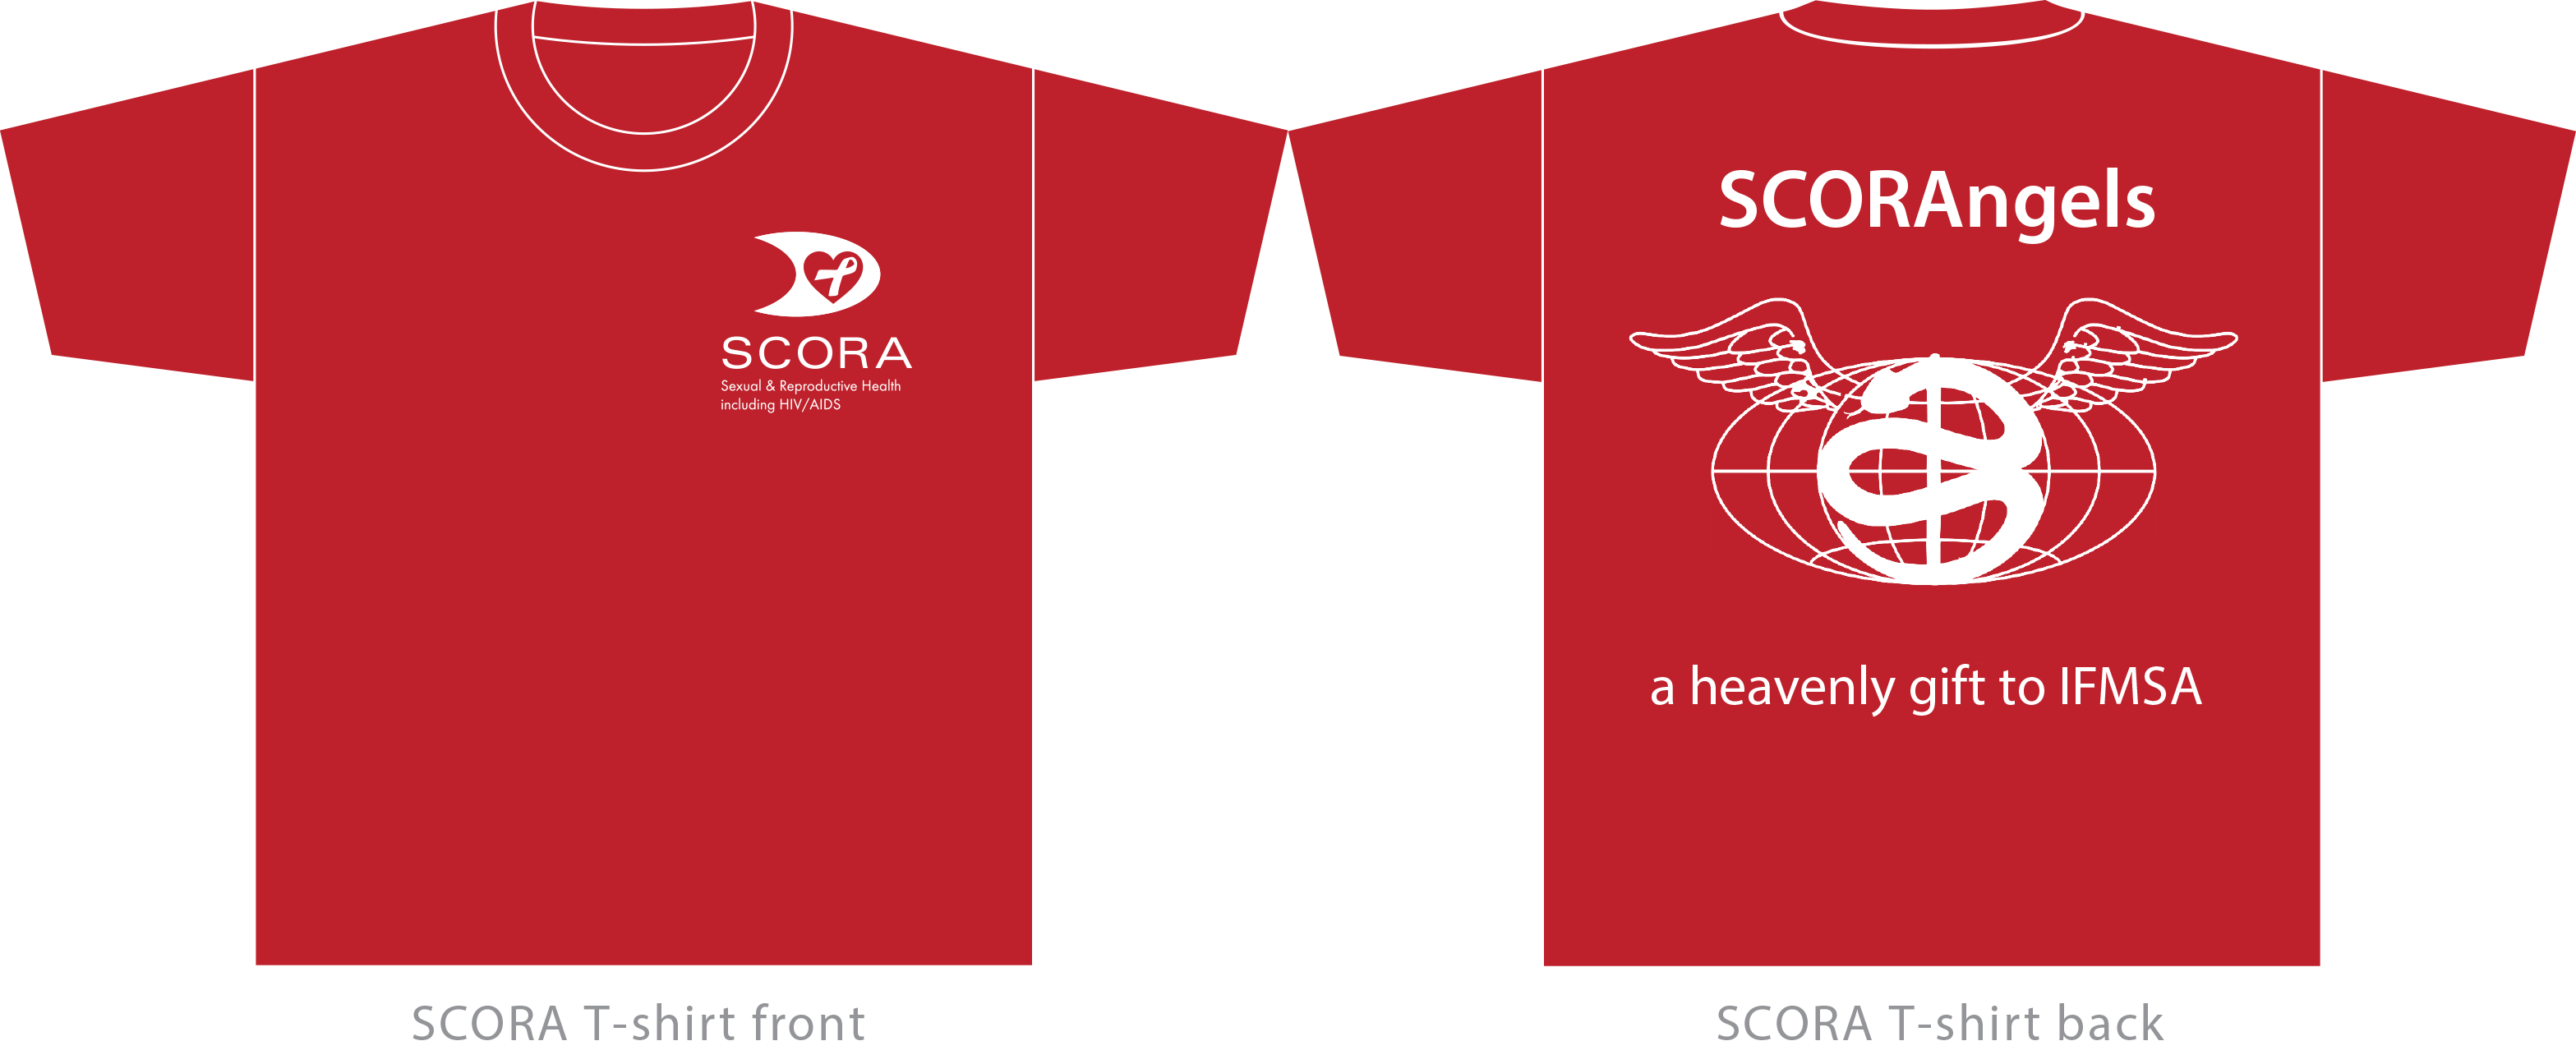 SCORA
Sexual & Reproductive Health
including HIV/AIDS
SCORA T-shirt front
SCORAngels
a heavenly gift to IFMSA
SCORA T-shirt back